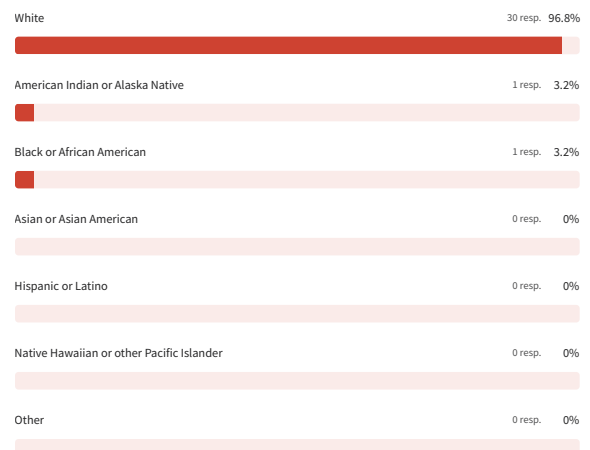 White 30 resp. 96.8%
American Indian or Alaska Native 1 resp. 3.2%
Black or African American 1 resp. 3.2%
Asian or Asian American 0 resp. 0%
Hispanic or Latino 0 resp. 0%
Native Hawaiian or other Pacific Islander 0 resp. 0%
Other 0 resp. 0%